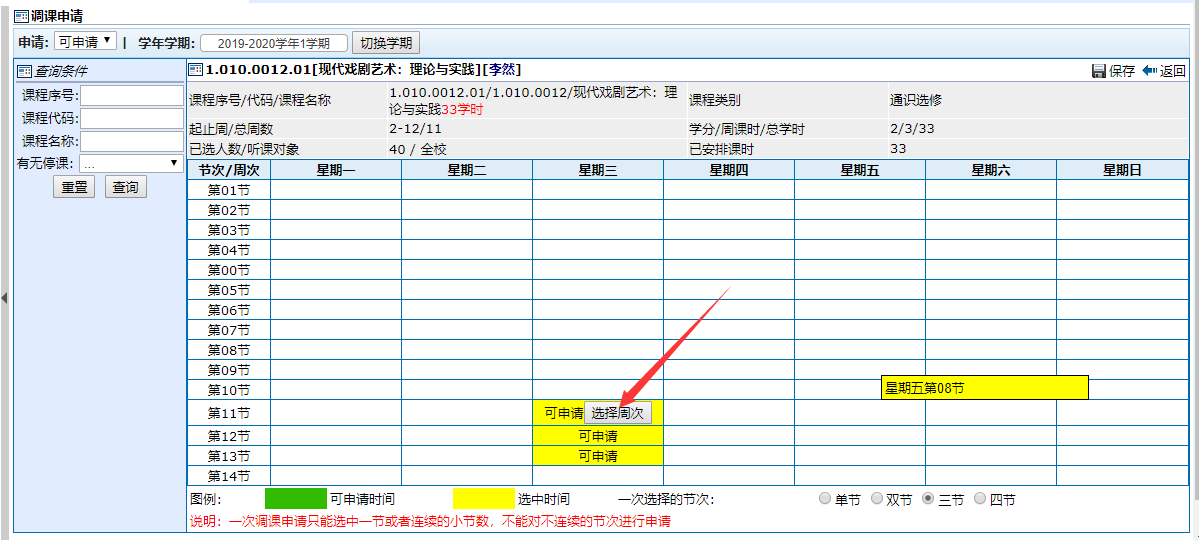 调课申请
申请: 可申请 | 学年学期: 2019-2020学年1学期 切换学期
查询条件
课程序号:
课程代码:
课程名称:
有无停课: ...
重置 查询
1.010.0012.01[现代戏剧艺术：理论与实践][李然] 保存 返回
课程序号/代码/课程名称 1.010.0012.01/1.010.0012/现代戏剧艺术：理论与实践33学时 课程类别 通识选修
起止周/总周数 2-12/11 学分/周课时/总学时 2/3/33
已选人数/听课对象 40 / 全校 已安排课时 33
节次/周次 星期一 星期二 星期三 星期四 星期五 星期六 星期日
第01节
第02节
第03节
第04节
第00节
第05节
第06节
第07节
第08节
第09节
第10节 星期五第08节
第11节 可申请 选择周次
第12节 可申请
第13节 可申请
第14节
图例: 可申请时间 选中时间 一次选择的节次: 单节 双节 三节 四节
说明：一次调课申请只能选中一节或者连续的小节数，不能对不连续的节次进行申请